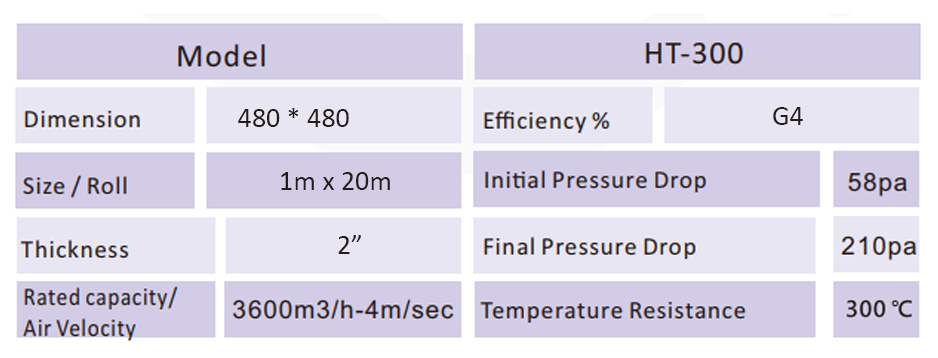 Model HT-300
Dimension 480 * 480 Efficiency % G4
Size / Roll 1m x 20m Initial Pressure Drop 58pa
Thickness 2” Final Pressure Drop 210pa
Rated capacity/
Air Velocity 3600m3/h-4m/sec Temperature Resistance 300 ℃